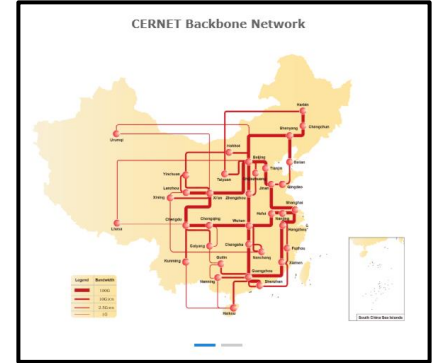 CERNET Backbone Network
Harbin
Changchun
Urumqi
Shenyang
Hohhot
Beijing
Dalian
Tianjin
Yinchuan
Shijiazhuang
Taiyuan
Jinan
Qingdao
Lanzhou
Xining
Xi'an
Zhengzhou
Shanghai
Hefei
Nanjing
Hangzhou
Chengdu
Chongqing
Wuhan
Lhasa
Changsha
Nanchang
Guiyang
Fuzhou
Guilin
Xiamen
Kunming
Guangzhou
Nanning
Shenzhen
Haikou
Legend Bandwidth
100G
South China Sea Islands